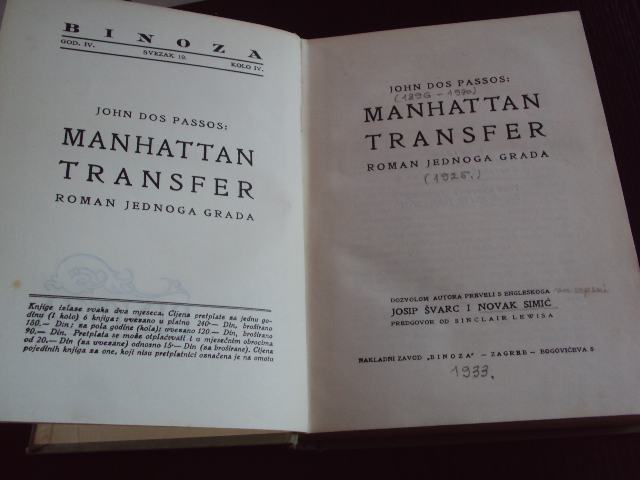 BINOZA
GOD. IV. SVEZAK 19. KOLO IV.
JOHN DOS PASSOS:
MANHATTAN
TRANSFER
ROMAN JEDNOGA GRADA
Knjige izlaze svaka dva mjeseca. Cijena pretplate za jednu go-
dinu (1 kolo) 6 knjiga: uvezano u platno 240·— Din, broširano
180.— Din; za pola godine (kola); uvezano 120.— Din, broširano
90.— Din. Pretplata se može otplaćivati i u mjesečnim obrocima
od 20.— Din (za uvezane) odnosno 15·— Din (za broširane). Cijena
pojedinih knjiga za one, koji nisu pretplatnici označena je na omotu
JOHN DOS PASSOS:
(1896 - 1970)
MANHATTAN
TRANSFER
ROMAN JEDNOGA GRADA
(1925.)
DOZVOLOM AUTORA PREVELI S ENGLESKOGA
JOSIP ŠVARC I NOVAK SIMIĆ
PREDGOVOR OD SINCLAIR LEWISA
NAKLADNI ZAVOD „BINOZA" — ZAGREB — BOGOVIĆEVA 5
1933.